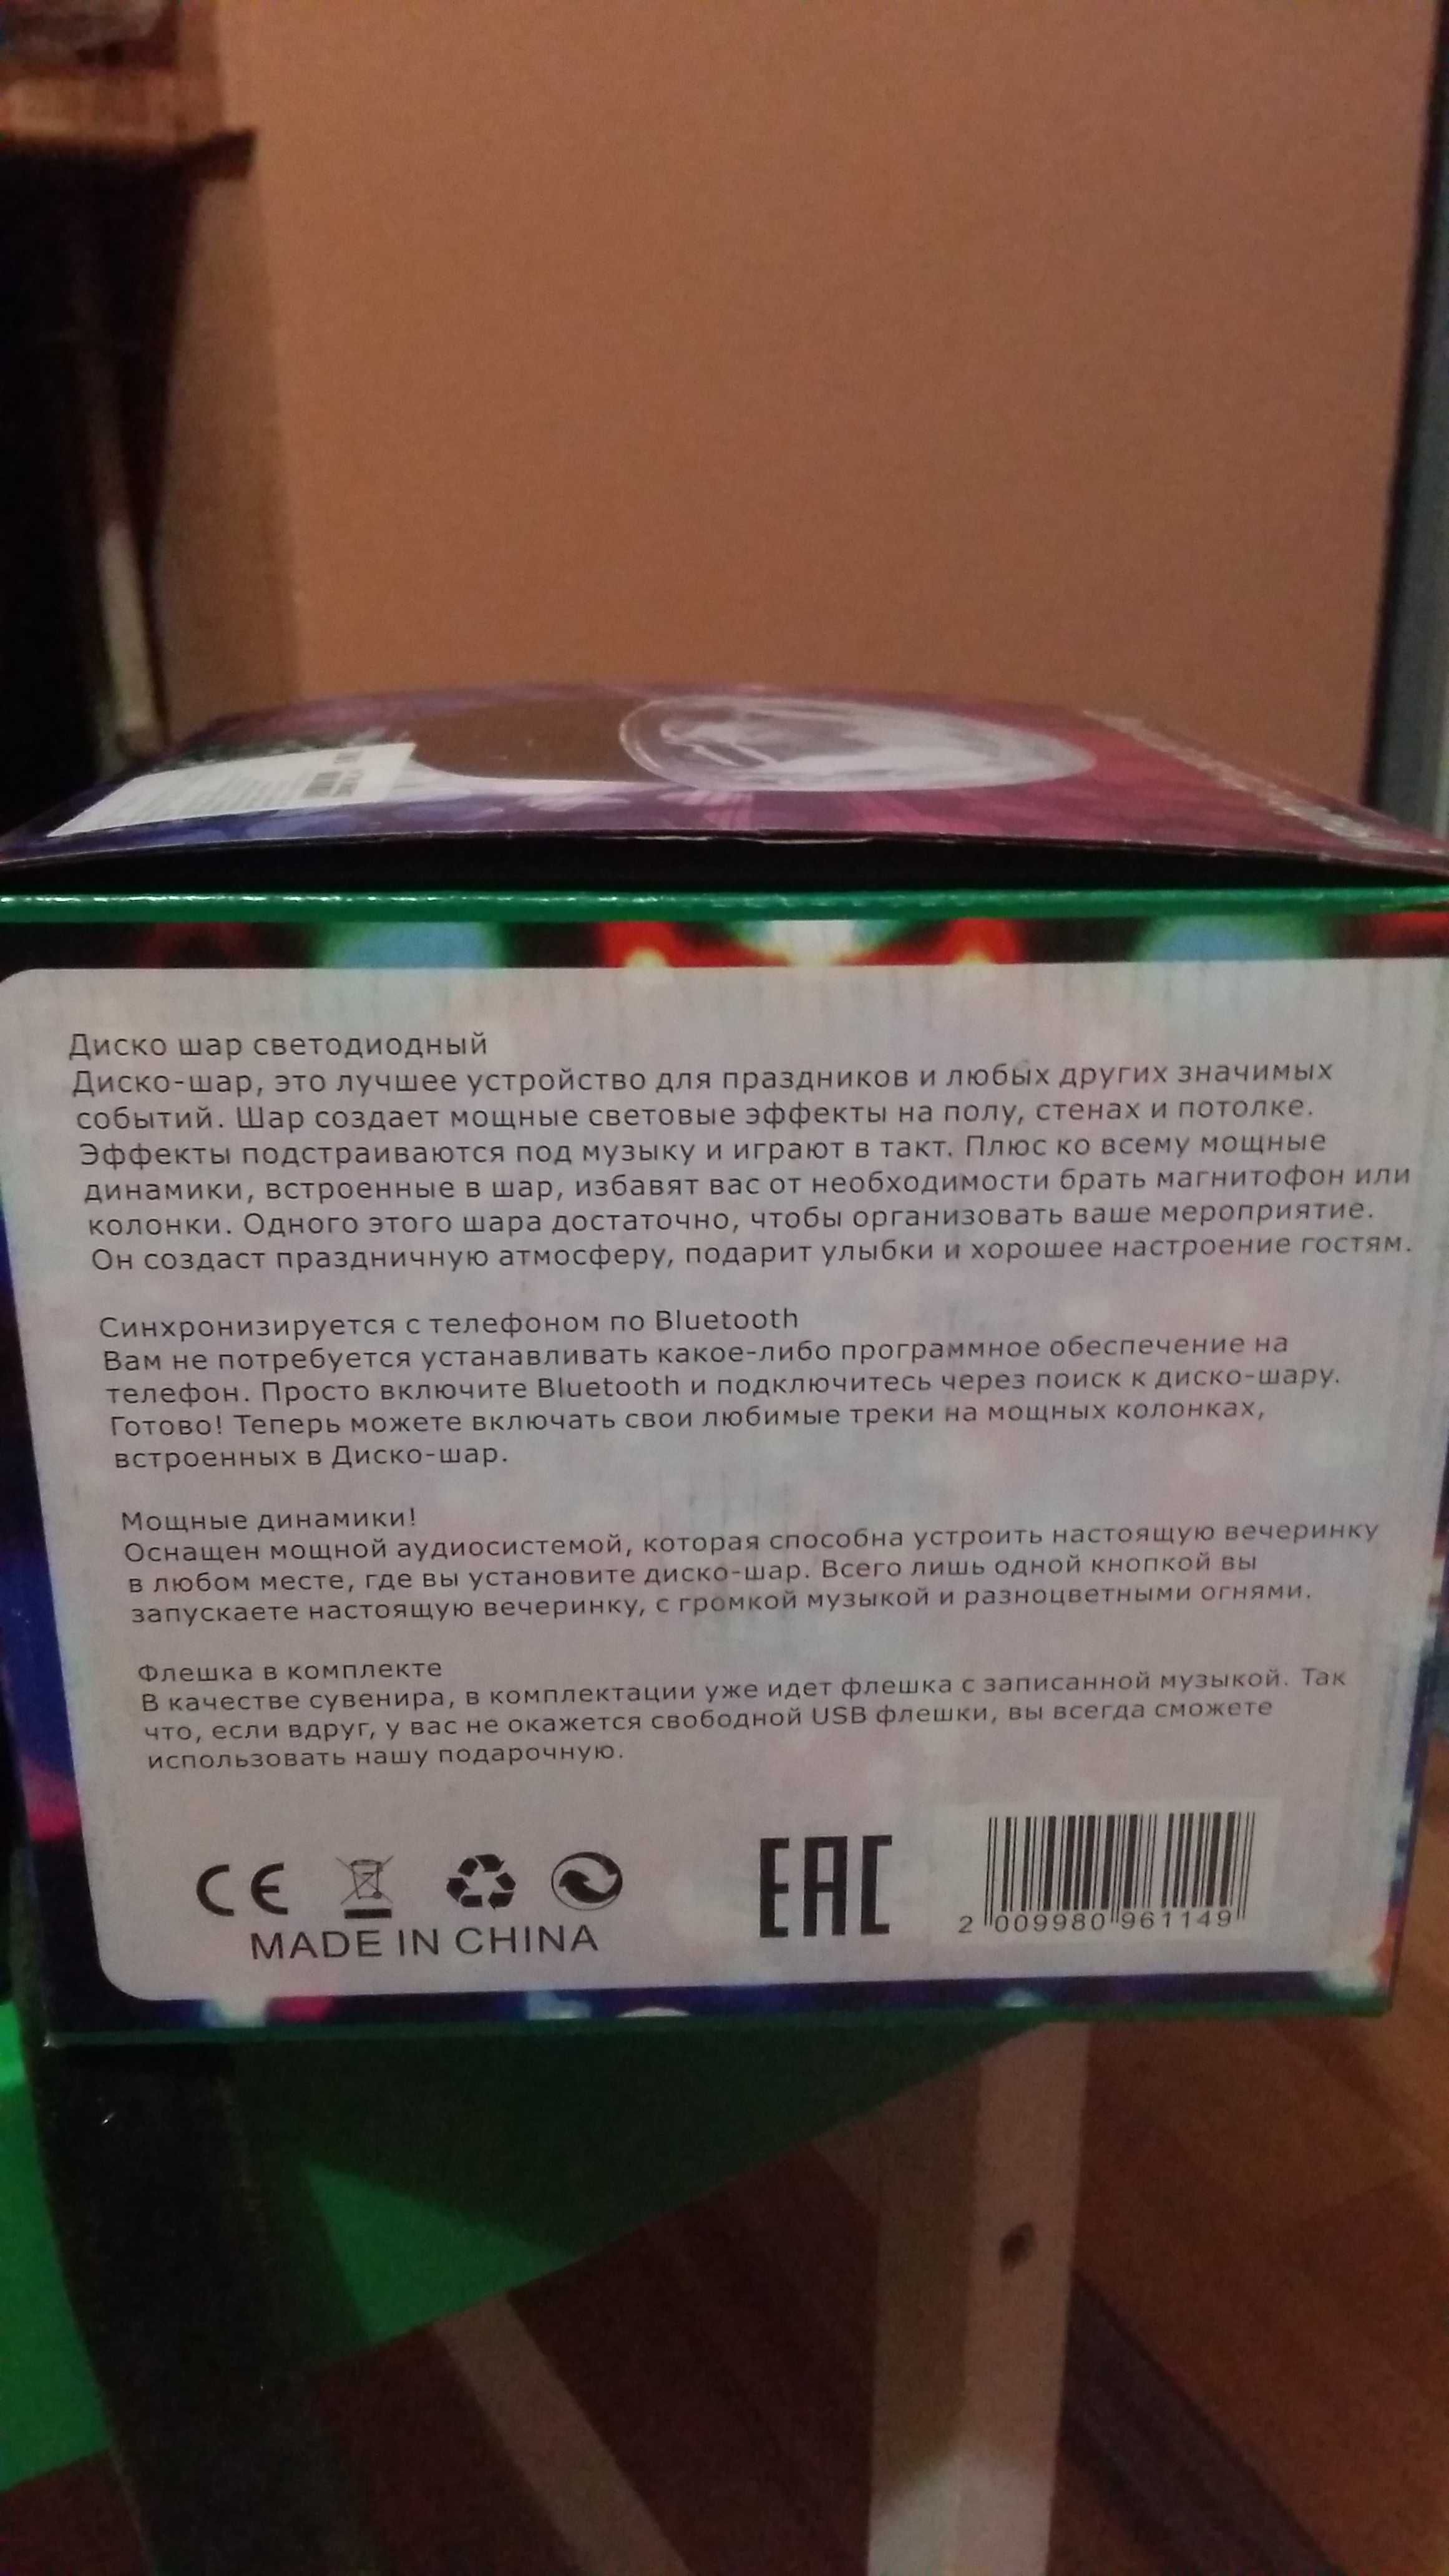 Диско шар светодиодный
Диско-шар, это лучшее устройство для праздников и любых других значимых
событий. Шар создает мощные световые эффекты на полу, стенах и потолке.
Эффекты подстраиваются под музыку и играют в такт. Плюс ко всему мощные
динамики, встроенные в шар, избавят вас от необходимости брать магнитофон или
колонки. Одного этого шара достаточно, чтобы организовать ваше мероприятие.
Он создаст праздничную атмосферу, подарит улыбки и хорошее настроение гостям.
Синхронизируется с телефоном по Bluetooth
Вам не потребуется устанавливать какое-либо программное обеспечение на
телефон. Просто включите Bluetooth и подключитесь через поиск к диско-шару.
Готово! Теперь можете включать свои любимые треки на мощных колонках,
встроенных в Диско-шар.
Мощные динамики!
Оснащен мощной аудиосистемой, которая способна устроить настоящую вечеринку
в любом месте, где вы установите диско-шар. Всего лишь одной кнопкой вы
запускаете настоящую вечеринку, с громкой музыкой и разноцветными огнями.
Флешка в комплекте
В качестве сувенира, в комплектации уже идет флешка с записанной музыкой. Так
что, если вдруг, у вас не окажется свободной USB флешки, вы всегда сможете
использовать нашу подарочную.
CE EAC
MADE IN CHINA
2 009980 961149